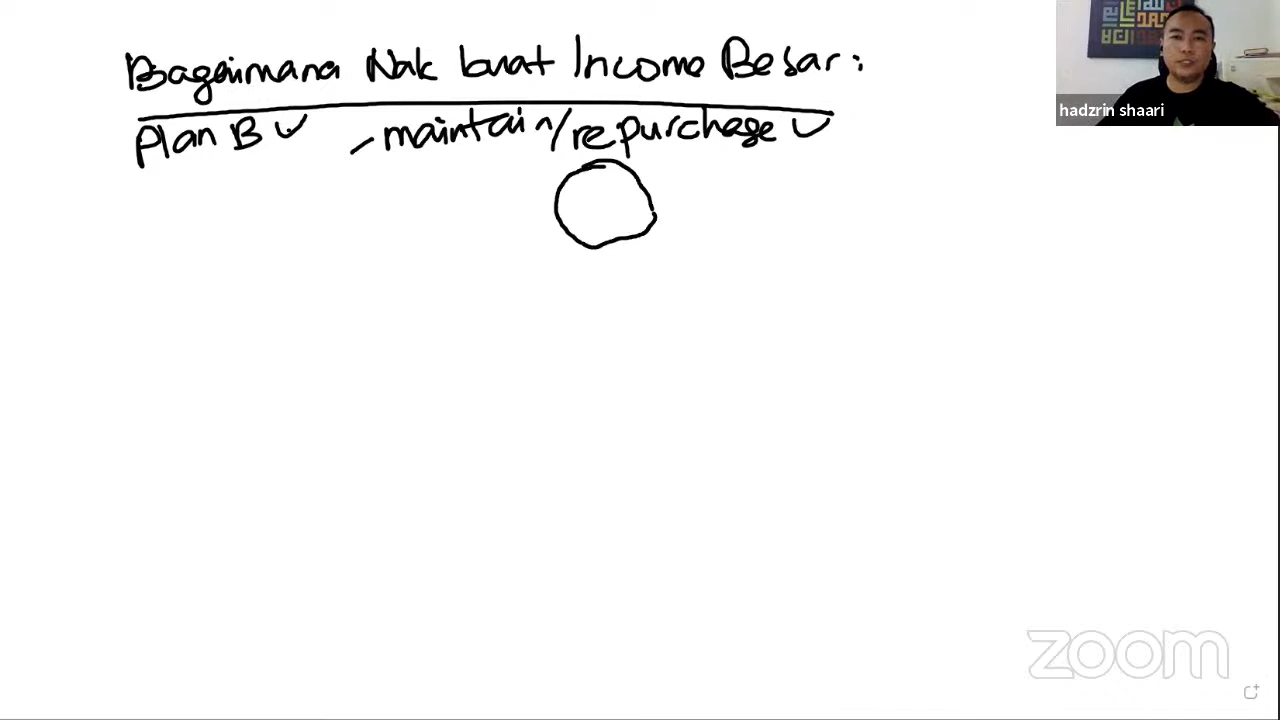 Bagaimana Nak buat Income Besar:
Plan B - maintain/repurchase
hadzrin shaari
zoom